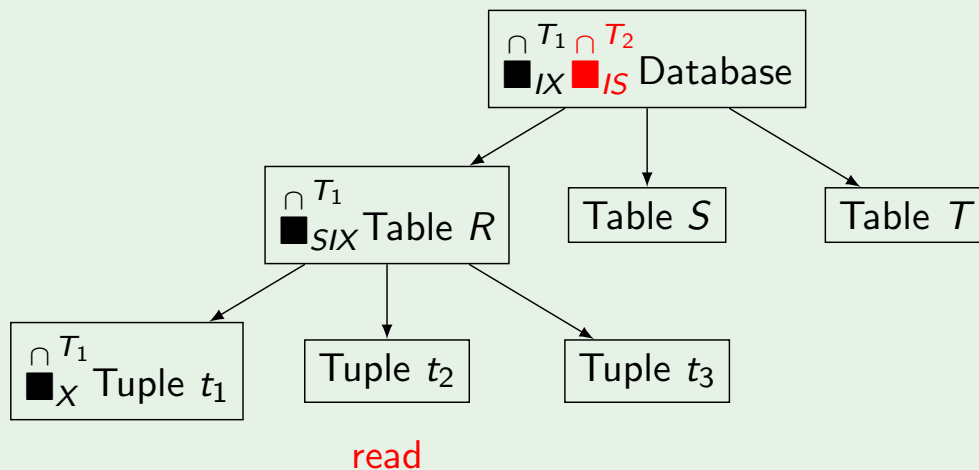 ∩ T1 ∩ T2
■IX ■IS Database
∩ T1
■SIX Table R
Table S
Table T
∩ T1
■X Tuple t1
Tuple t2
Tuple t3
read